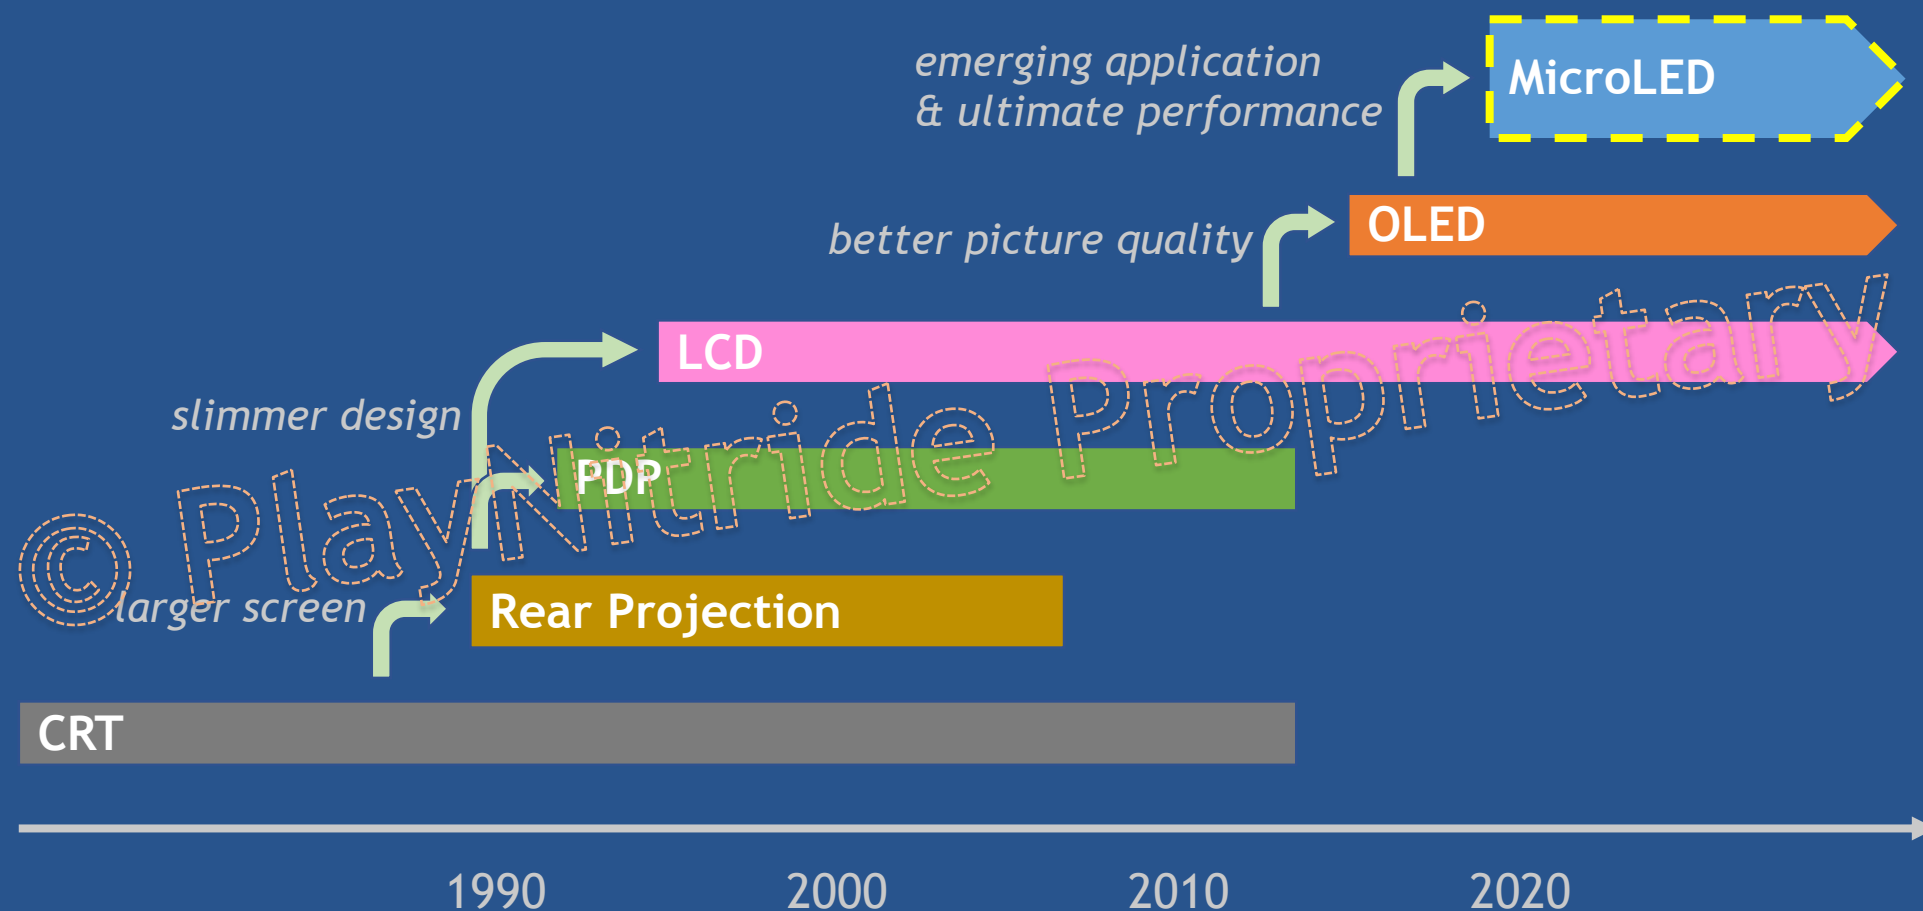 emerging application
& ultimate performance
MicroLED
better picture quality
OLED
LCD
slimmer design
PDP
© PlayNitride Proprietary
larger screen
Rear Projection
CRT
1990
2000
2010
2020